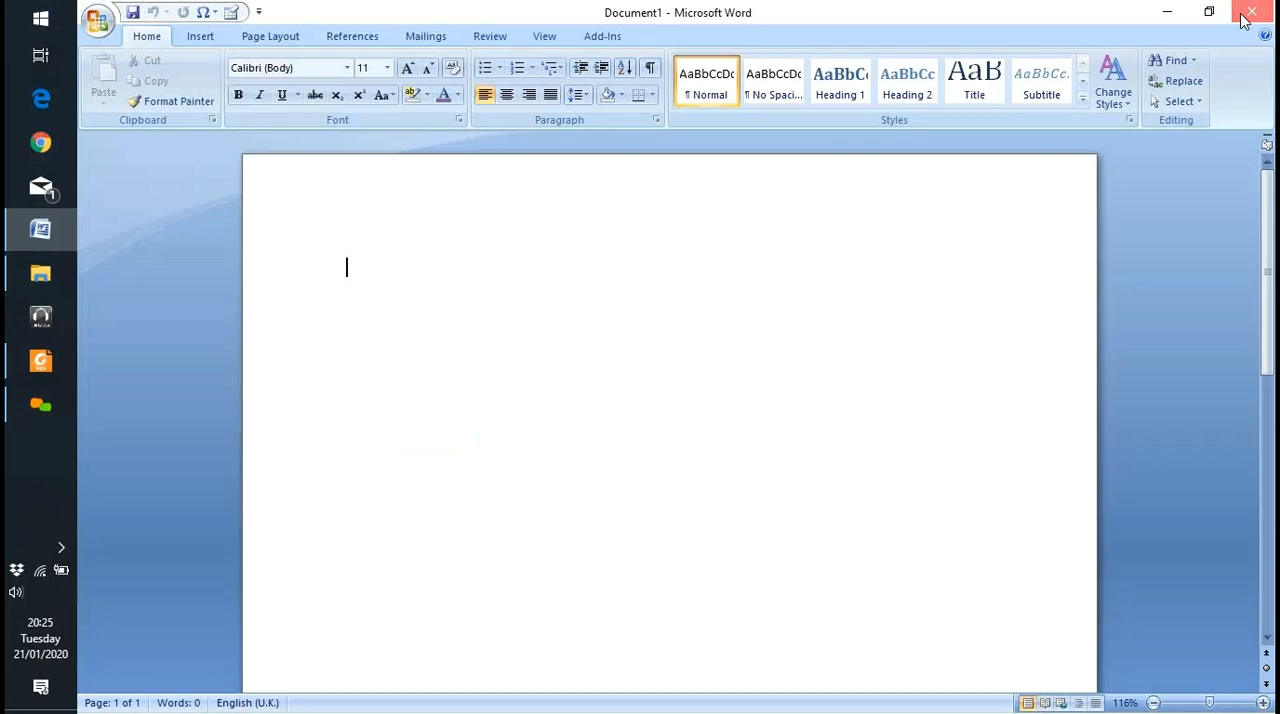 Document1 - Microsoft Word
Home Insert Page Layout References Mailings Review View Add-Ins
Paste
Cut
Copy
Format Painter
Clipboard
Calibri (Body) 11
Font
Paragraph
AaBbCcDc
¶ Normal
AaBbCcDc
¶ No Spaci...
AaBbC
Heading 1
AaBbCc
Heading 2
AaB
Title
AaBbCc.
Subtitle
Change
Styles
Styles
Find
Replace
Select
Editing
1
20:25
Tuesday
21/01/2020
Page: 1 of 1 Words: 0 English (U.K.) 116%